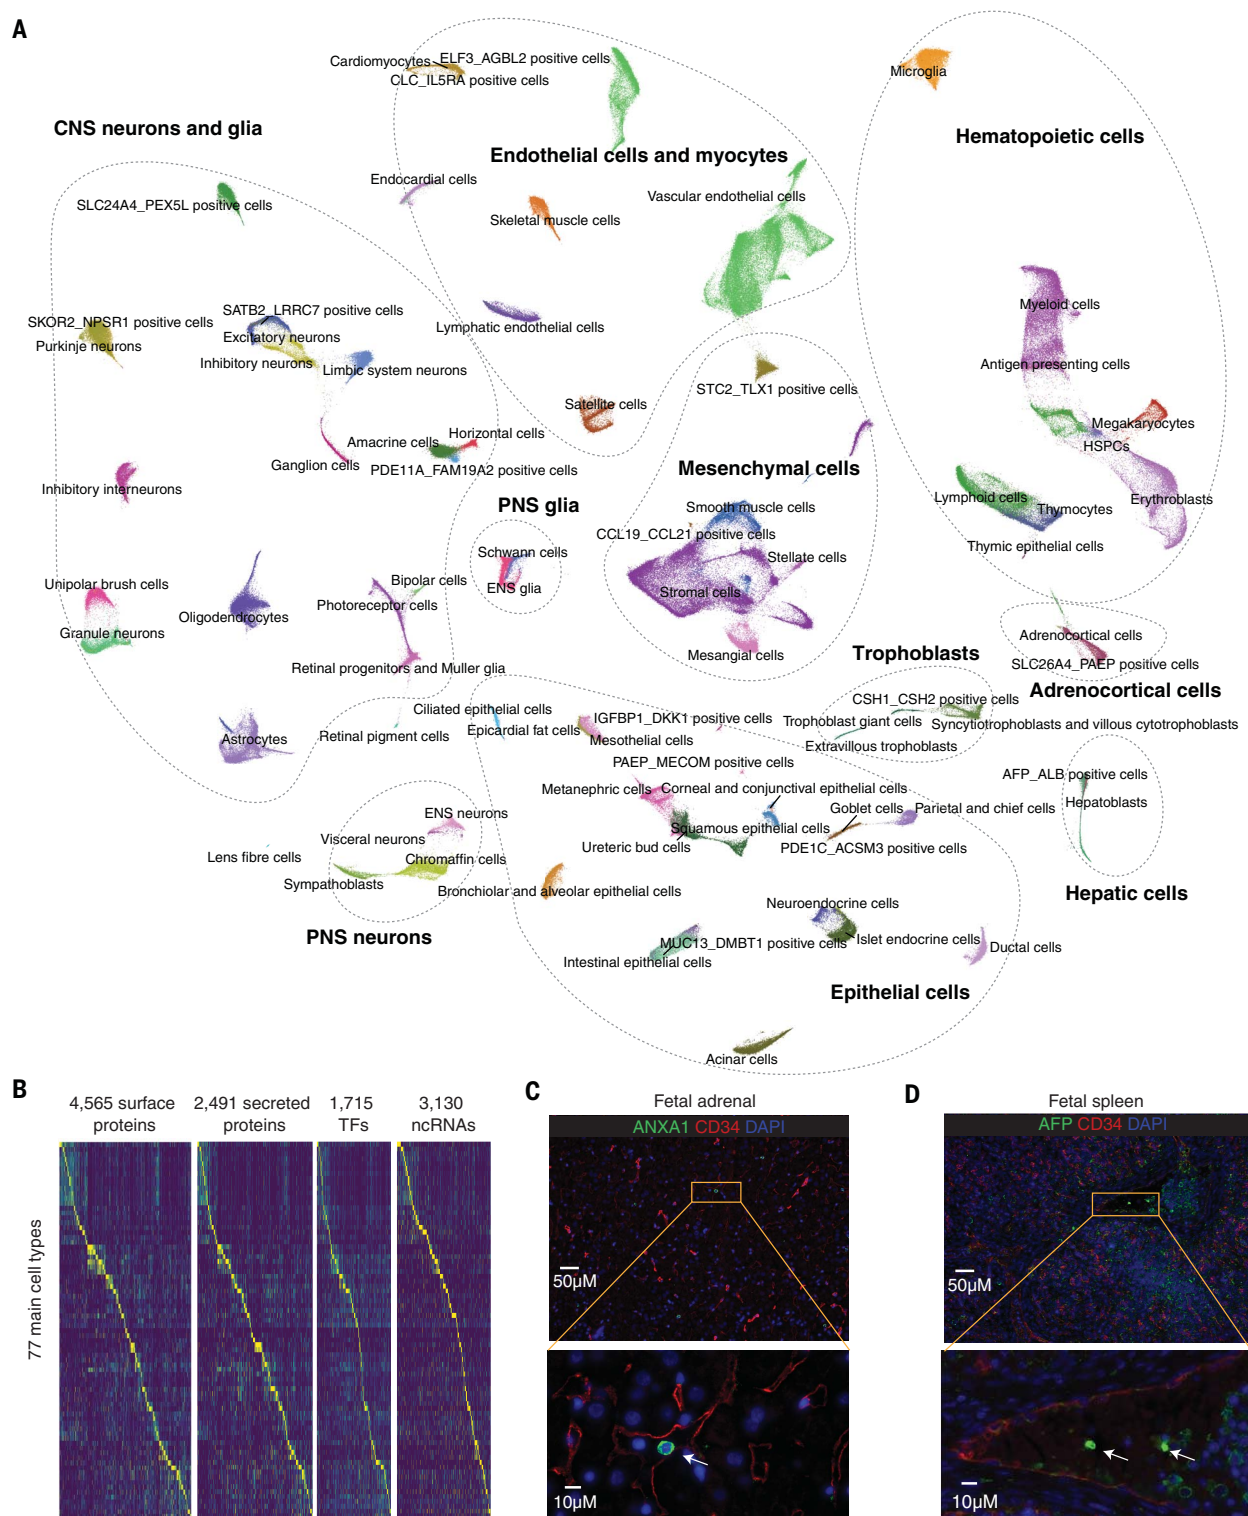 A
Cardiomyocytes
ELF3_AGBL2 positive cells
CLC_IL5RA positive cells
Microglia
CNS neurons and glia
Hematopoietic cells
Endothelial cells and myocytes
Endocardial cells
Vascular endothelial cells
SLC24A4_PEX5L positive cells
Skeletal muscle cells
Myeloid cells
SATB2_LRRC7 positive cells
SKOR2_NPSR1 positive cells
Lymphatic endothelial cells
Excitatory neurons
Purkinje neurons
Inhibitory neurons
Limbic system neurons
Antigen presenting cells
STC2_TLX1 positive cells
Satellite cells
Megakaryocytes
Horizontal cells
Amacrine cells
HSPCs
Ganglion cells
PDE11A_FAM19A2 positive cells
Mesenchymal cells
Inhibitory interneurons
Lymphoid cells
Erythroblasts
PNS glia
Smooth muscle cells
Thymocytes
CCL19_CCL21 positive cells
Thymic epithelial cells
Schwann cells
Stellate cells
Unipolar brush cells
Bipolar cells
ENS glia
Stromal cells
Photoreceptor cells
Oligodendrocytes
Granule neurons
Adrenocortical cells
Mesangial cells
Trophoblasts
SLC26A4_PAEP positive cells
Retinal progenitors and Muller glia
Adrenocortical cells
CSH1_CSH2 positive cells
Ciliated epithelial cells
IGFBP1_DKK1 positive cells
Trophoblast giant cells
Syncytiotrophoblasts and villous cytotrophoblasts
Epicardial fat cells
Retinal pigment cells
Astrocytes
Mesothelial cells
Extravillous trophoblasts
PAEP_MECOM positive cells
AFP_ALB positive cells
Metanephric cells
Corneal and conjunctival epithelial cells
Hepatoblasts
Goblet cells
Parietal and chief cells
ENS neurons
Squamous epithelial cells
Visceral neurons
Ureteric bud cells
PDE1C_ACSM3 positive cells
Lens fibre cells
Chromaffin cells
Sympathoblasts
Bronchiolar and alveolar epithelial cells
Hepatic cells
Neuroendocrine cells
PNS neurons
MUC13_DMBT1 positive cells
Islet endocrine cells
Ductal cells
Intestinal epithelial cells
Epithelial cells
Acinar cells
B
4,565 surface
proteins
2,491 secreted
proteins
1,715
TFs
3,130
ncRNAs
77 main cell types
C
Fetal adrenal
ANXA1 CD34 DAPI
50μM
10μM
D
Fetal spleen
AFP CD34 DAPI
50μM
10μM